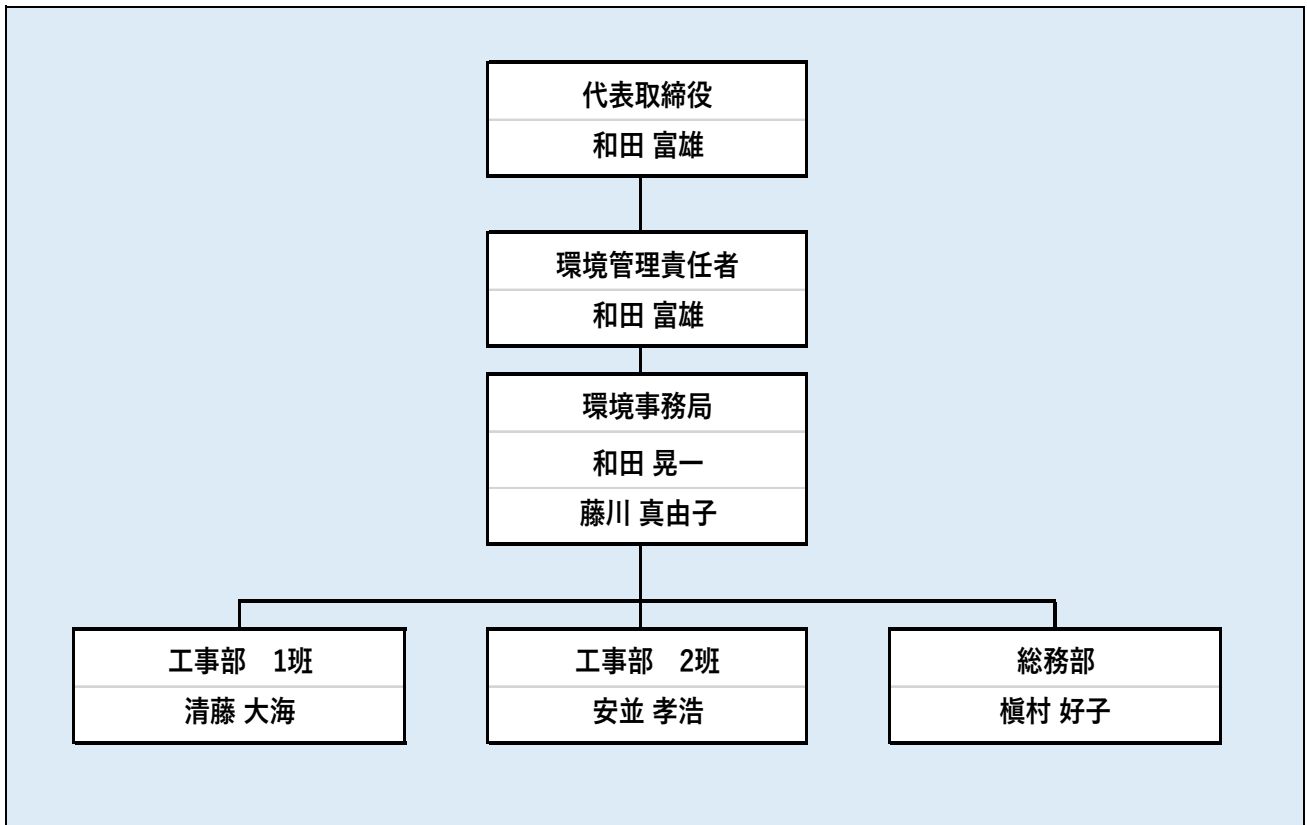 代表取締役
和田 富雄
環境管理責任者
和田 富雄
環境事務局
和田 晃一
藤川 真由子
工事部　1班
清藤 大海
工事部　2班
安並 孝浩
総務部
槇村 好子